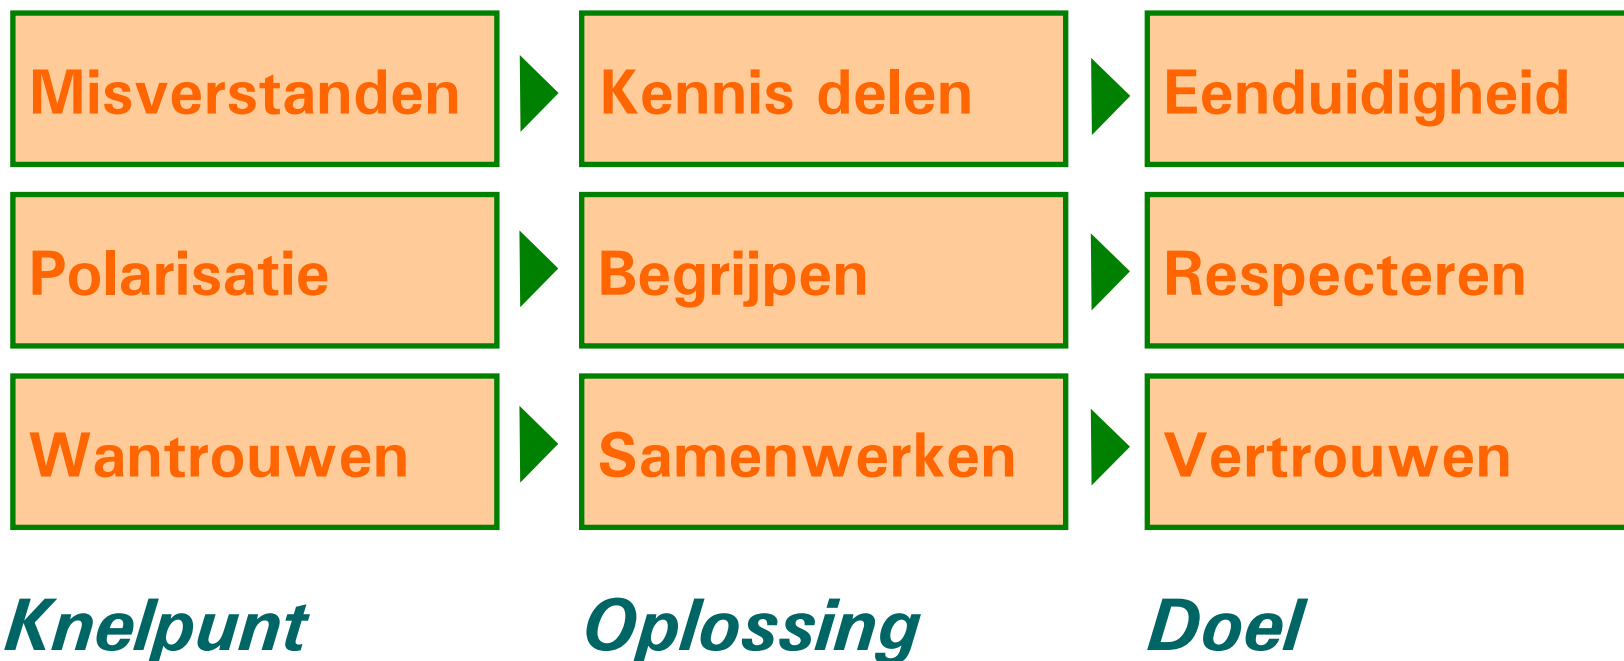 Misverstanden Kennis delen Eenduidigheid
Polarisatie Begrijpen Respecteren
Wantrouwen Samenwerken Vertrouwen
Knelpunt Oplossing Doel